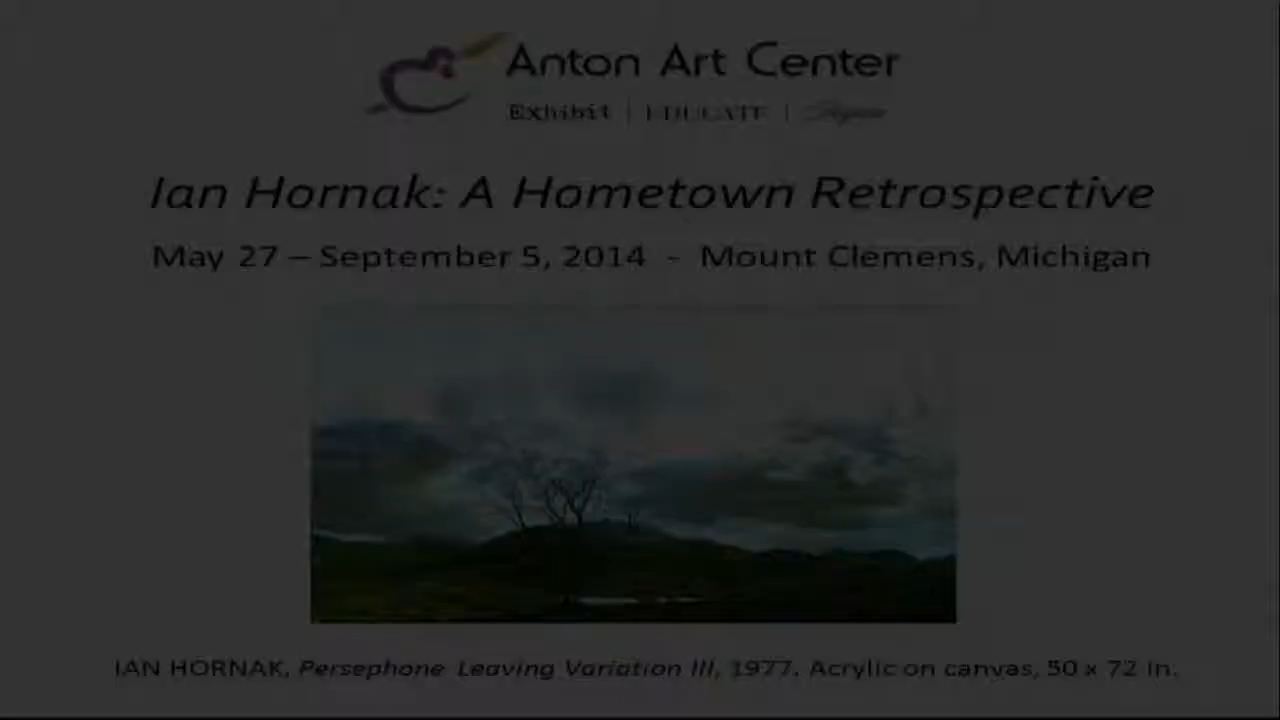 Anton Art Center
Exhibit | EDUCATE | Inspire
Ian Hornak: A Hometown Retrospective
May 27 – September 5, 2014 - Mount Clemens, Michigan
IAN HORNAK, Persephone Leaving Variation III, 1977. Acrylic on canvas, 50 x 72 in.